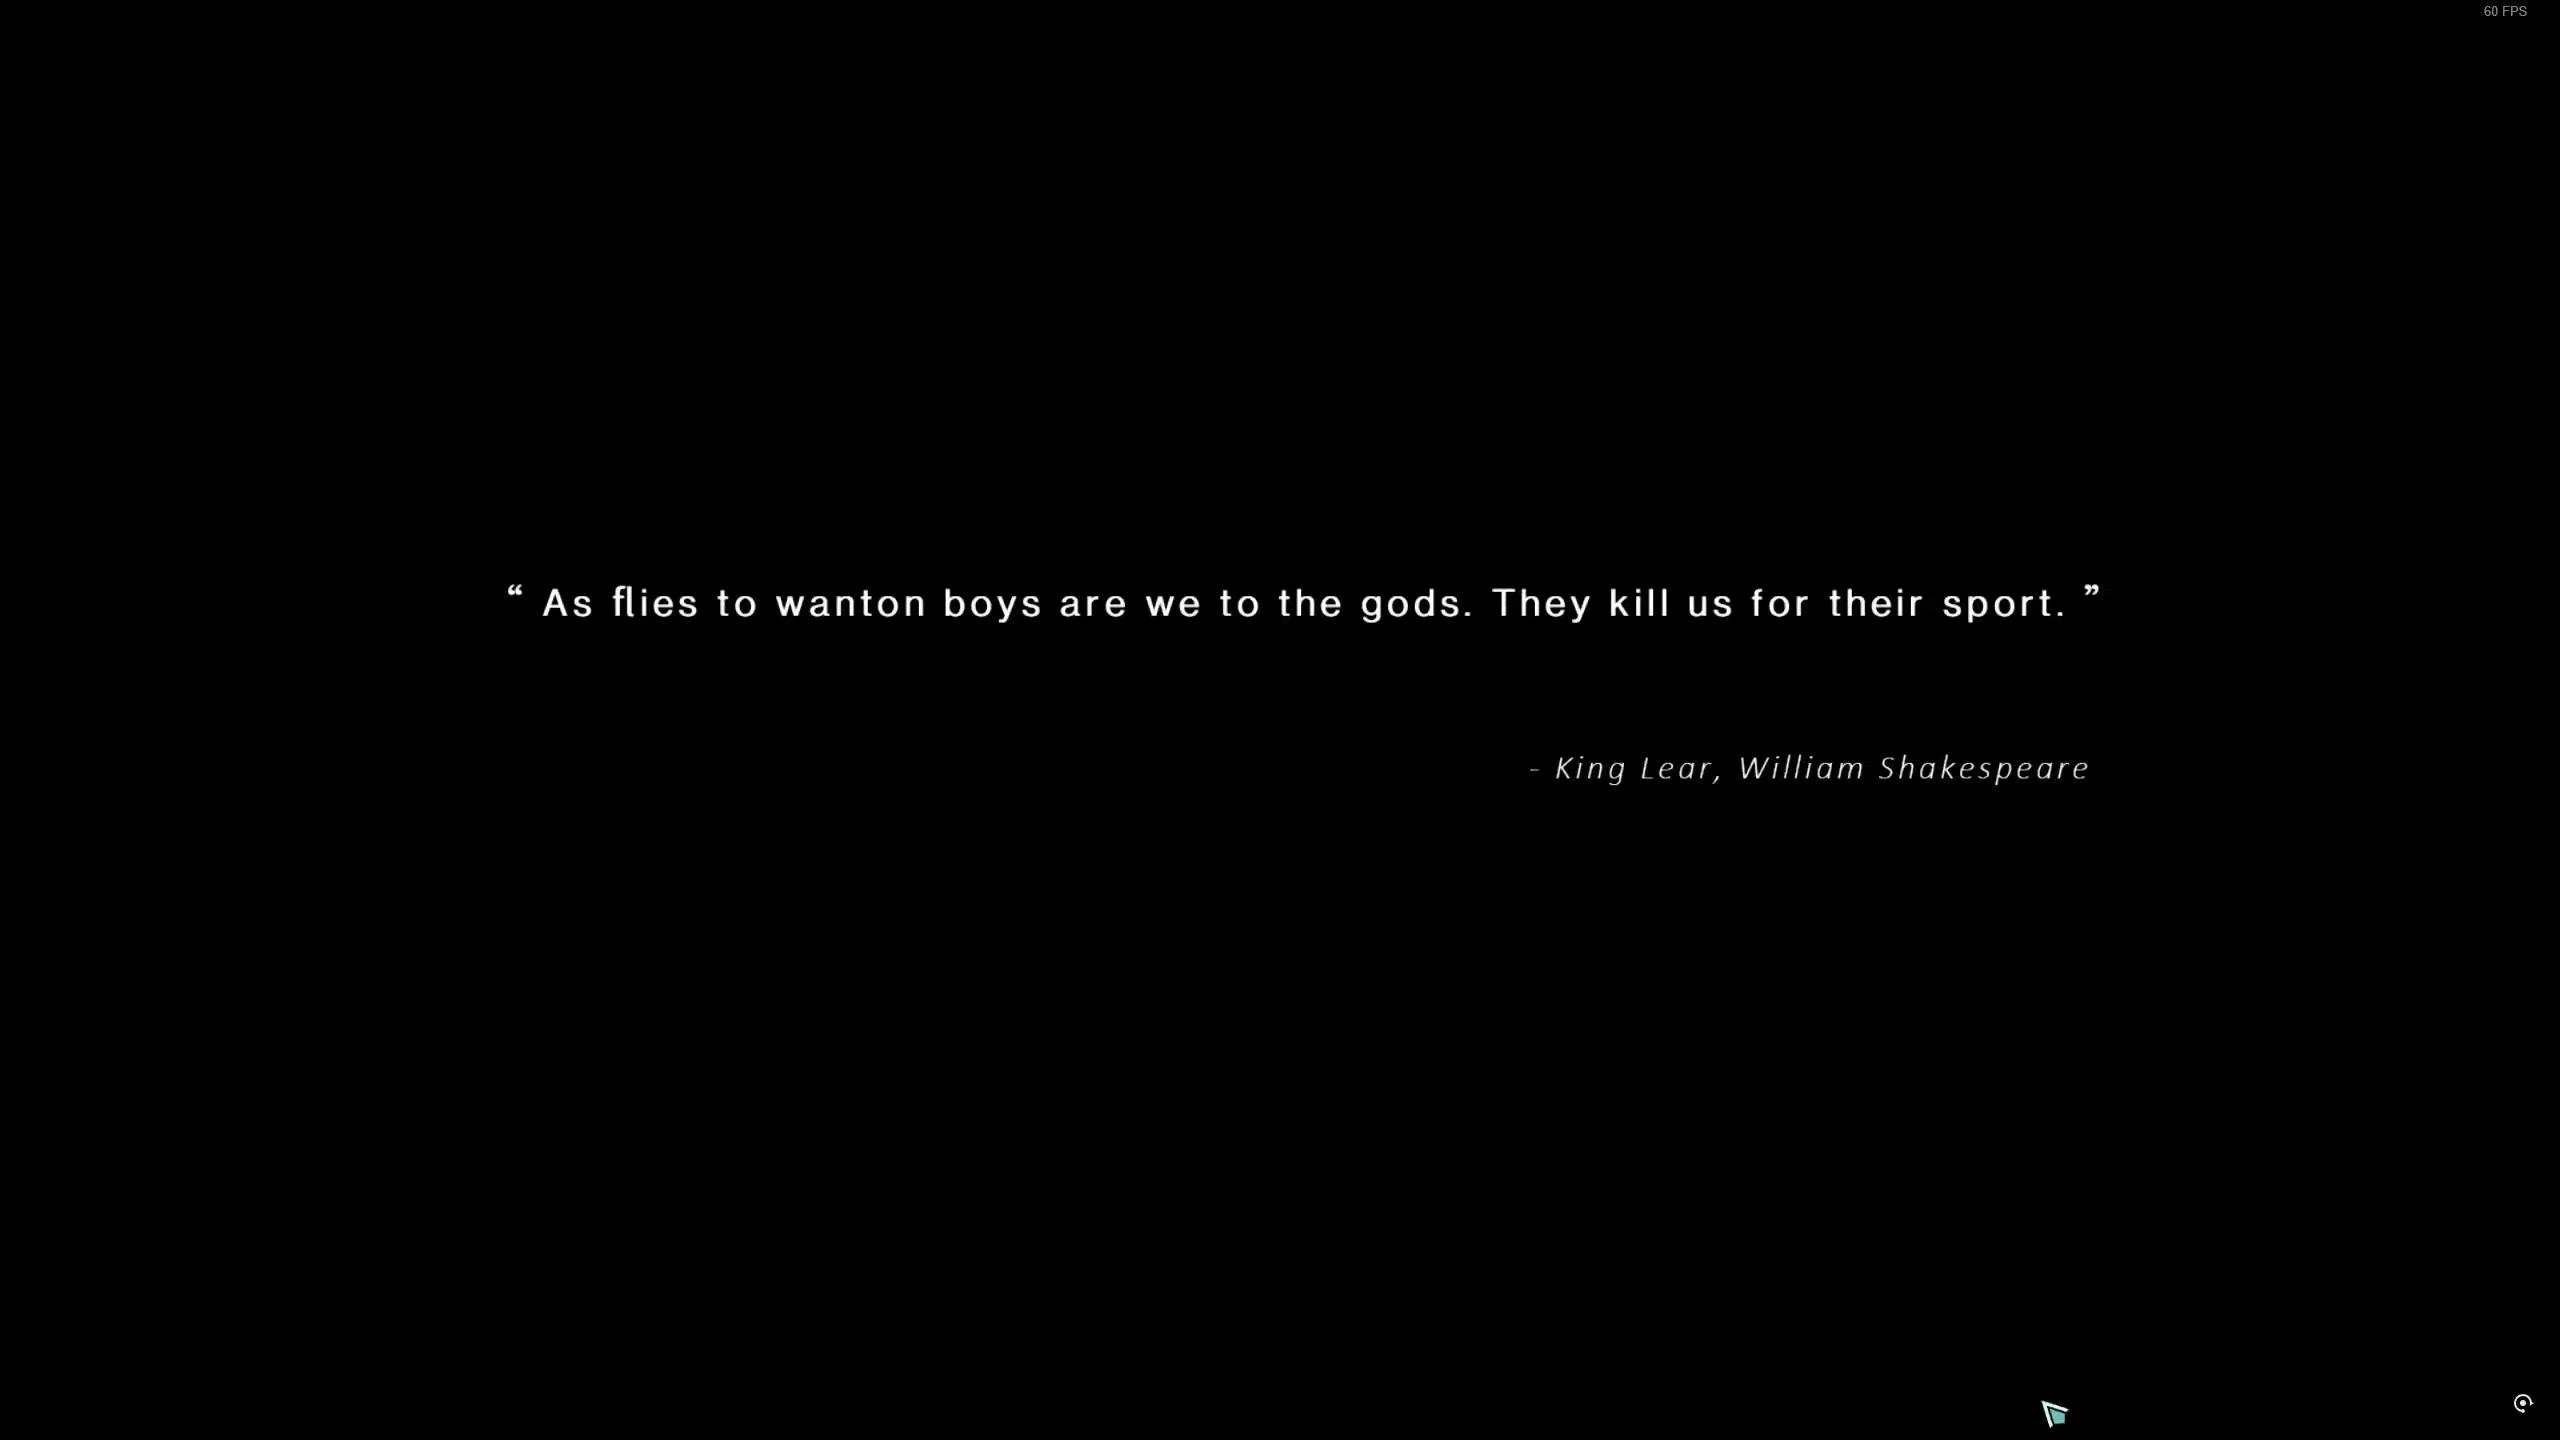 60 FPS
“ As flies to wanton boys are we to the gods. They kill us for their sport. ”
- King Lear, William Shakespeare